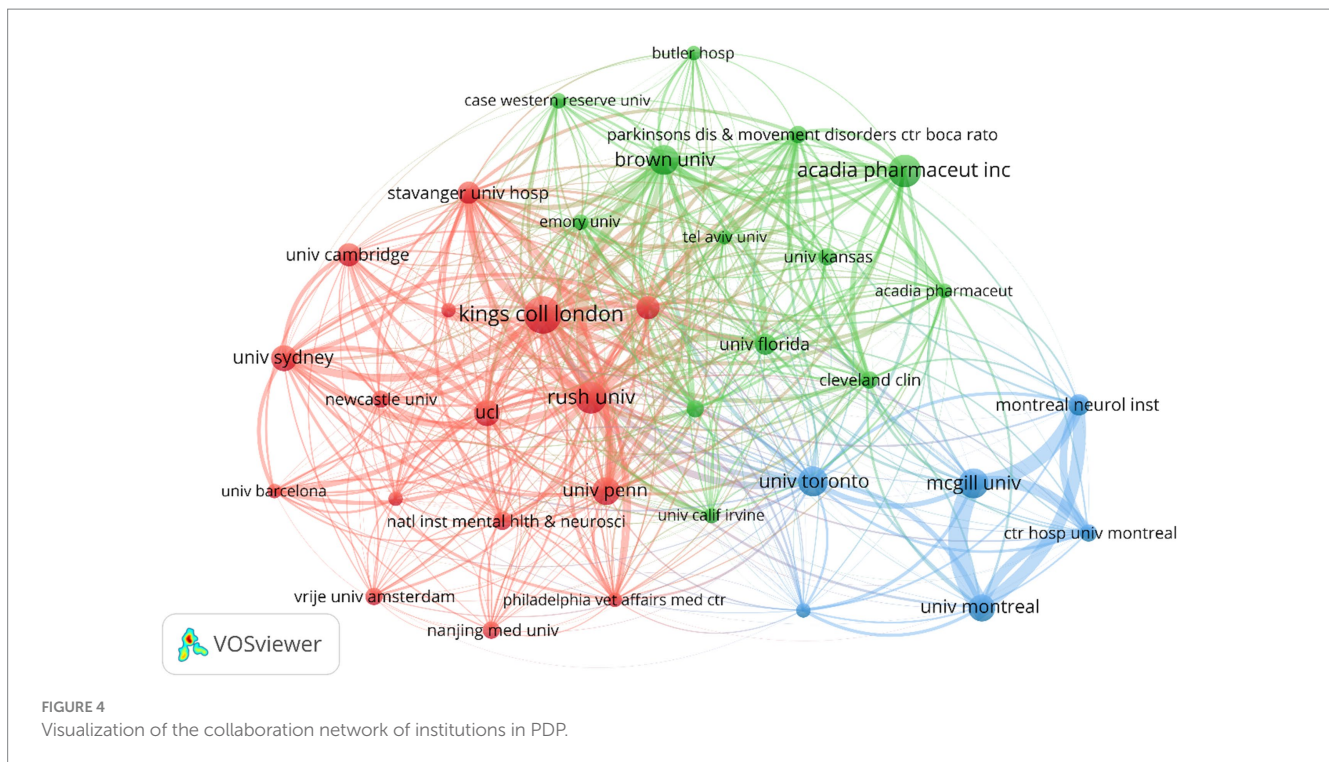 butler hosp
case western reserve univ
parkinsons dis & movement disorders ctr boca rato
brown univ
acadia pharmaceut inc
stavanger univ hosp
emory univ
tel aviv univ
univ cambridge
univ kansas
acadia pharmaceut
kings coll london
univ florida
univ sydney
cleveland clin
newcastle univ
rush univ
montreal neurol inst
ucl
univ toronto
mcgill univ
univ barcelona
univ penn
natl inst mental hlth & neurosci
univ calif irvine
ctr hosp univ montreal
vrije univ amsterdam
philadelphia vet affairs med ctr
univ montreal
nanjing med univ
VOSviewer
FIGURE 4
Visualization of the collaboration network of institutions in PDP.